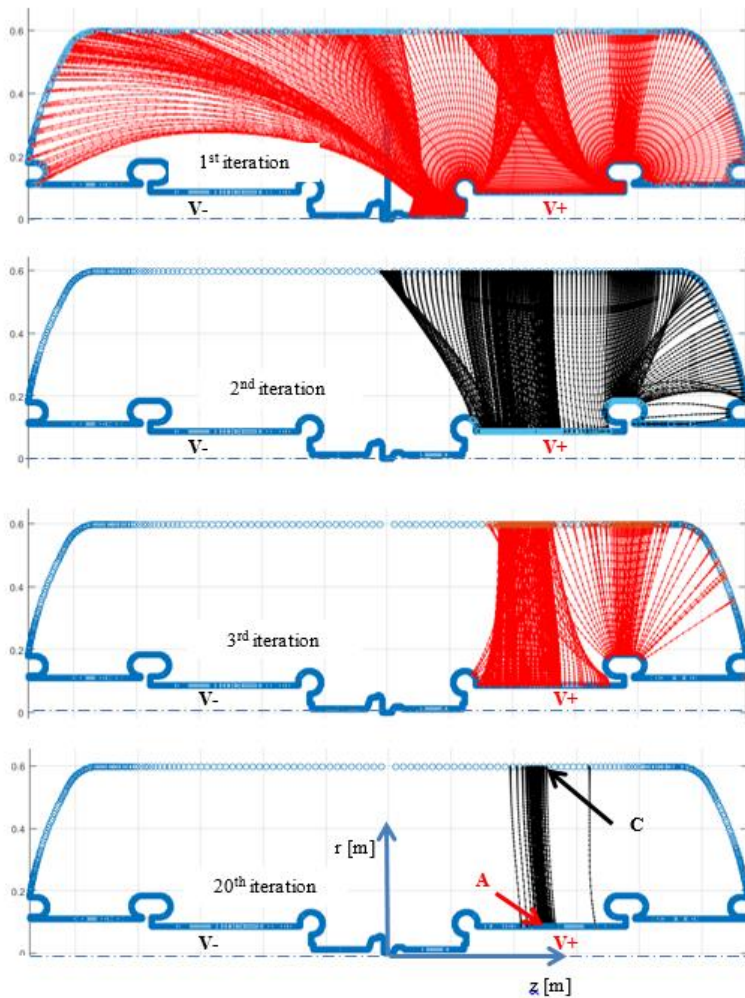 0.6
0.4
0.2
0
1st iteration
V-
V+
0.6
0.4
0.2
0
2nd iteration
V-
V+
0.6
0.4
0.2
0
3rd iteration
V-
V+
0.6
0.4
0.2
0
r [m]
C
20th iteration
A
V-
V+
z [m]